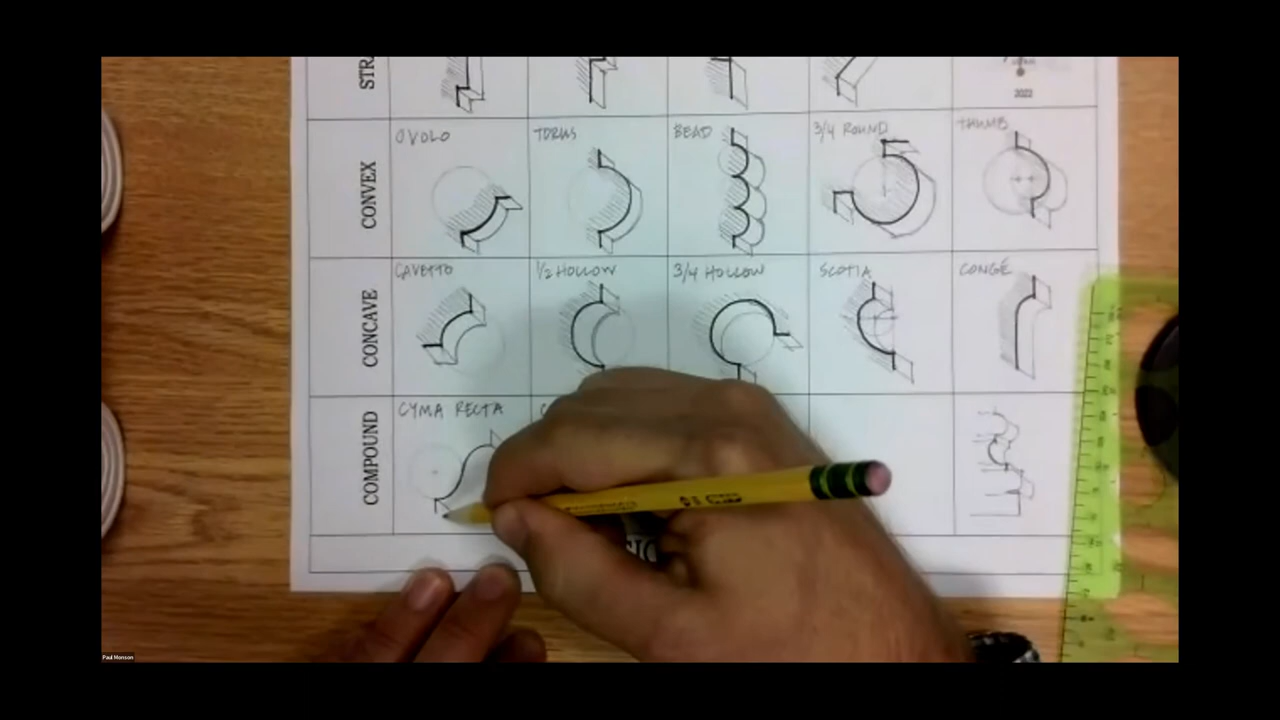 STR
2022
CONVEX
OVOLO
TORUS
BEAD
3/4 ROUND
THUMB
CONCAVE
CAVETTO
1/2 HOLLOW
3/4 HOLLOW
SCOTIA
CONGÉ
COMPOUND
CYMA RECTA
C
Paul Monson